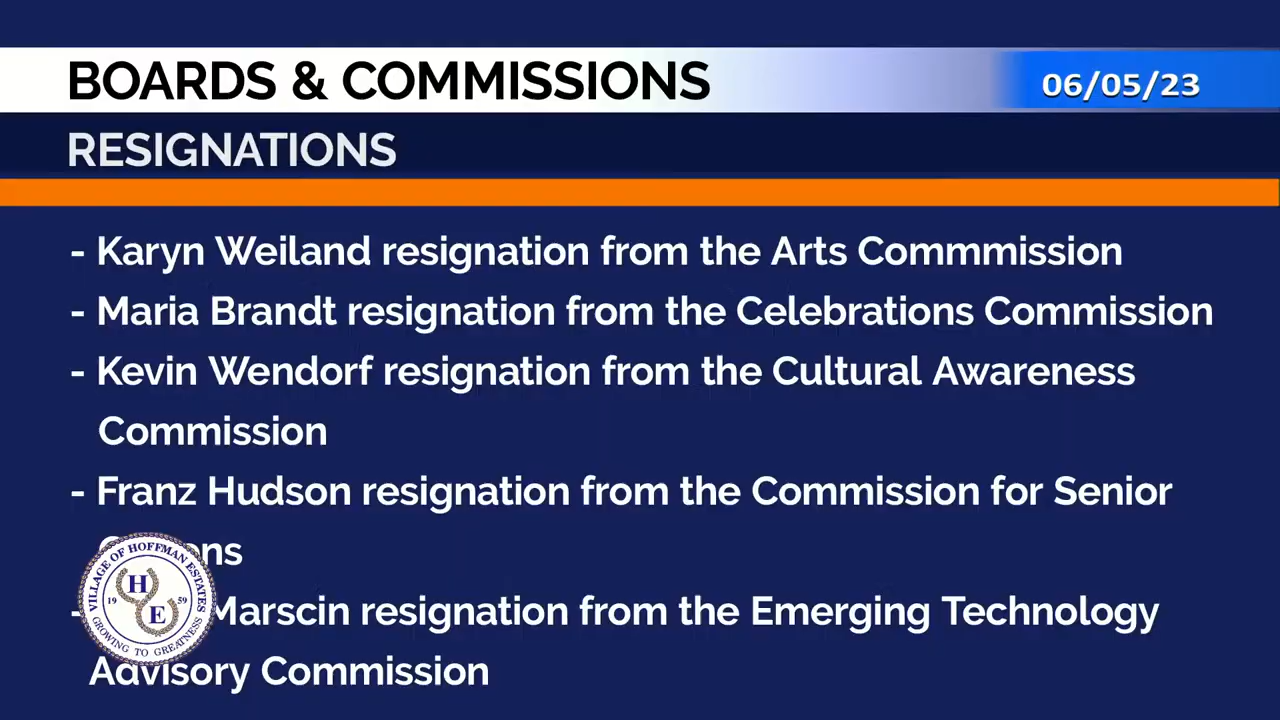 BOARDS & COMMISSIONS
06/05/23
RESIGNATIONS
- Karyn Weiland resignation from the Arts Commmission
- Maria Brandt resignation from the Celebrations Commission
- Kevin Wendorf resignation from the Cultural Awareness
Commission
- Franz Hudson resignation from the Commission for Senior
- Marscin resignation from the Emerging Technology
Advisory Commission
VILLAGE OF HOFFMAN ESTATES
H
19 59
E
GROWING TO GREATNESS